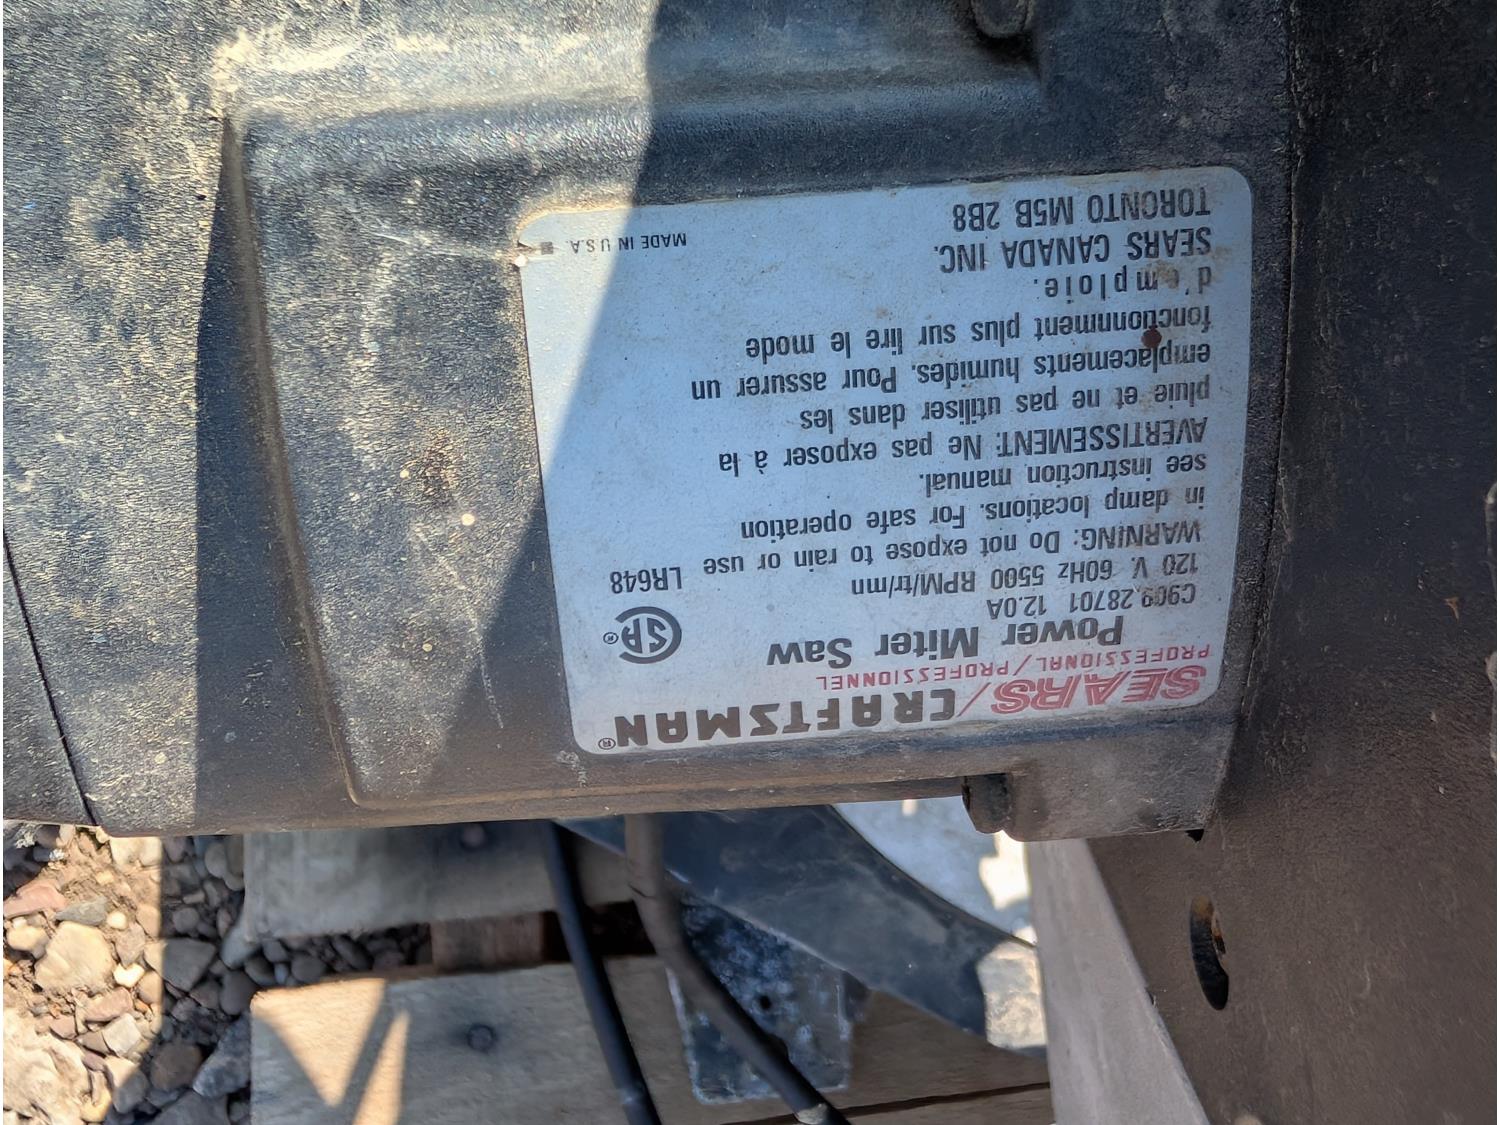 SEARS/CRAFTSMAN®
PROFESSIONAL/PROFESSIONNEL
Power Miter Saw
C909.28701 12.0A
120 V. 60Hz 5500 RPM/tr/mn
SA®
LR648
WARNING: Do not expose to rain or use
in damp locations. For safe operation
see instruction manual.
AVERTISSEMENT: Ne pas exposer à la
pluie et ne pas utiliser dans les
emplacements humides. Pour assurer un
fonctionnment plus sur lire le mode
d'emploie.
SEARS CANADA INC.
TORONTO M5B 2B8
MADE IN U.S.A.